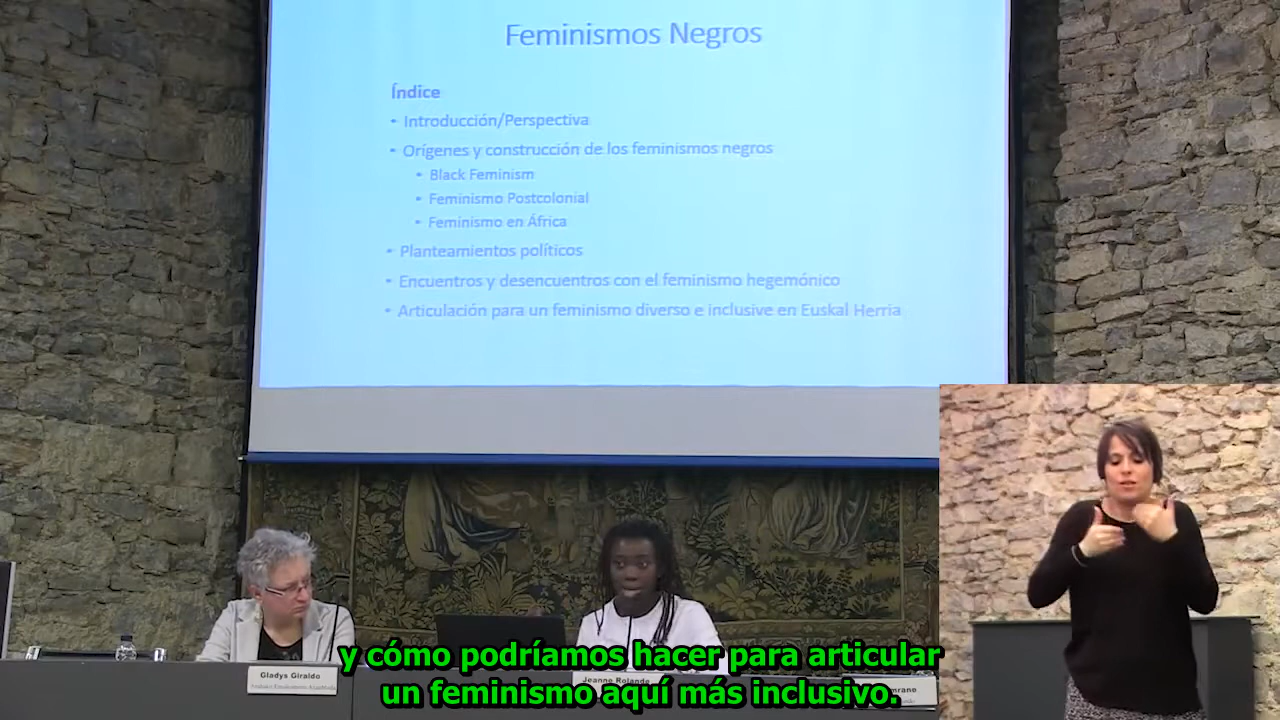 Feminismos Negros
Índice
• Introducción/Perspectiva
• Orígenes y construcción de los feminismos negros
• Black Feminism
• Feminismo Postcolonial
• Feminismo en África
• Planteamientos políticos
• Encuentros y desencuentros con el feminismo hegemónico
• Articulación para un feminismo diverso e inclusive en Euskal Herria
y cómo podríamos hacer para articular
un feminismo aquí más inclusivo.
Gladys Giraldo
Jeanne Rolande